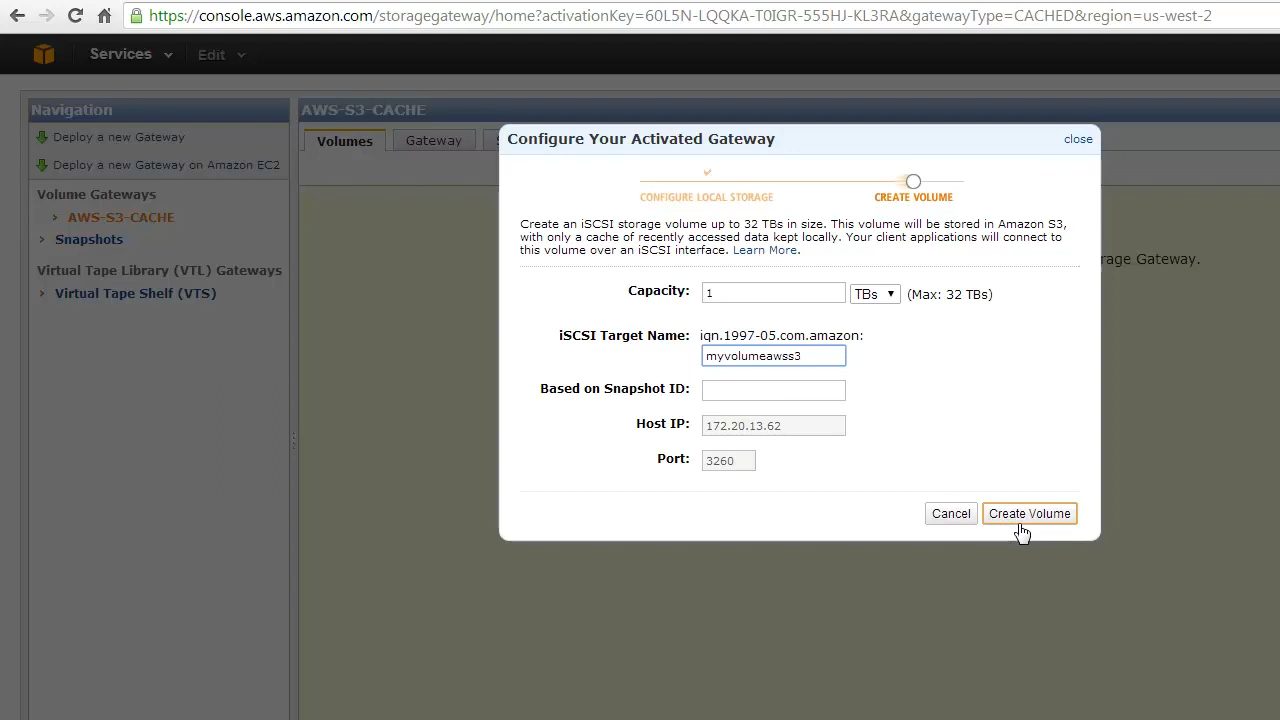 https://console.aws.amazon.com/storagegateway/home?activationKey=60L5N-LQQKA-T0IGR-555HJ-KL3RA&gatewayType=CACHED&region=us-west-2
Services Edit
Navigation
Deploy a new Gateway
Deploy a new Gateway on Amazon EC2
Volume Gateways
AWS-S3-CACHE
Snapshots
Virtual Tape Library (VTL) Gateways
Virtual Tape Shelf (VTS)
AWS-S3-CACHE
Volumes Gateway
rage Gateway.
Configure Your Activated Gateway close
CONFIGURE LOCAL STORAGE CREATE VOLUME
Create an iSCSI storage volume up to 32 TBs in size. This volume will be stored in Amazon S3,
with only a cache of recently accessed data kept locally. Your client applications will connect to
this volume over an iSCSI interface. Learn More.
Capacity: 1 TBs (Max: 32 TBs)
iSCSI Target Name: iqn.1997-05.com.amazon:
myvolumeawss3
Based on Snapshot ID:
Host IP: 172.20.13.62
Port: 3260
Cancel Create Volume